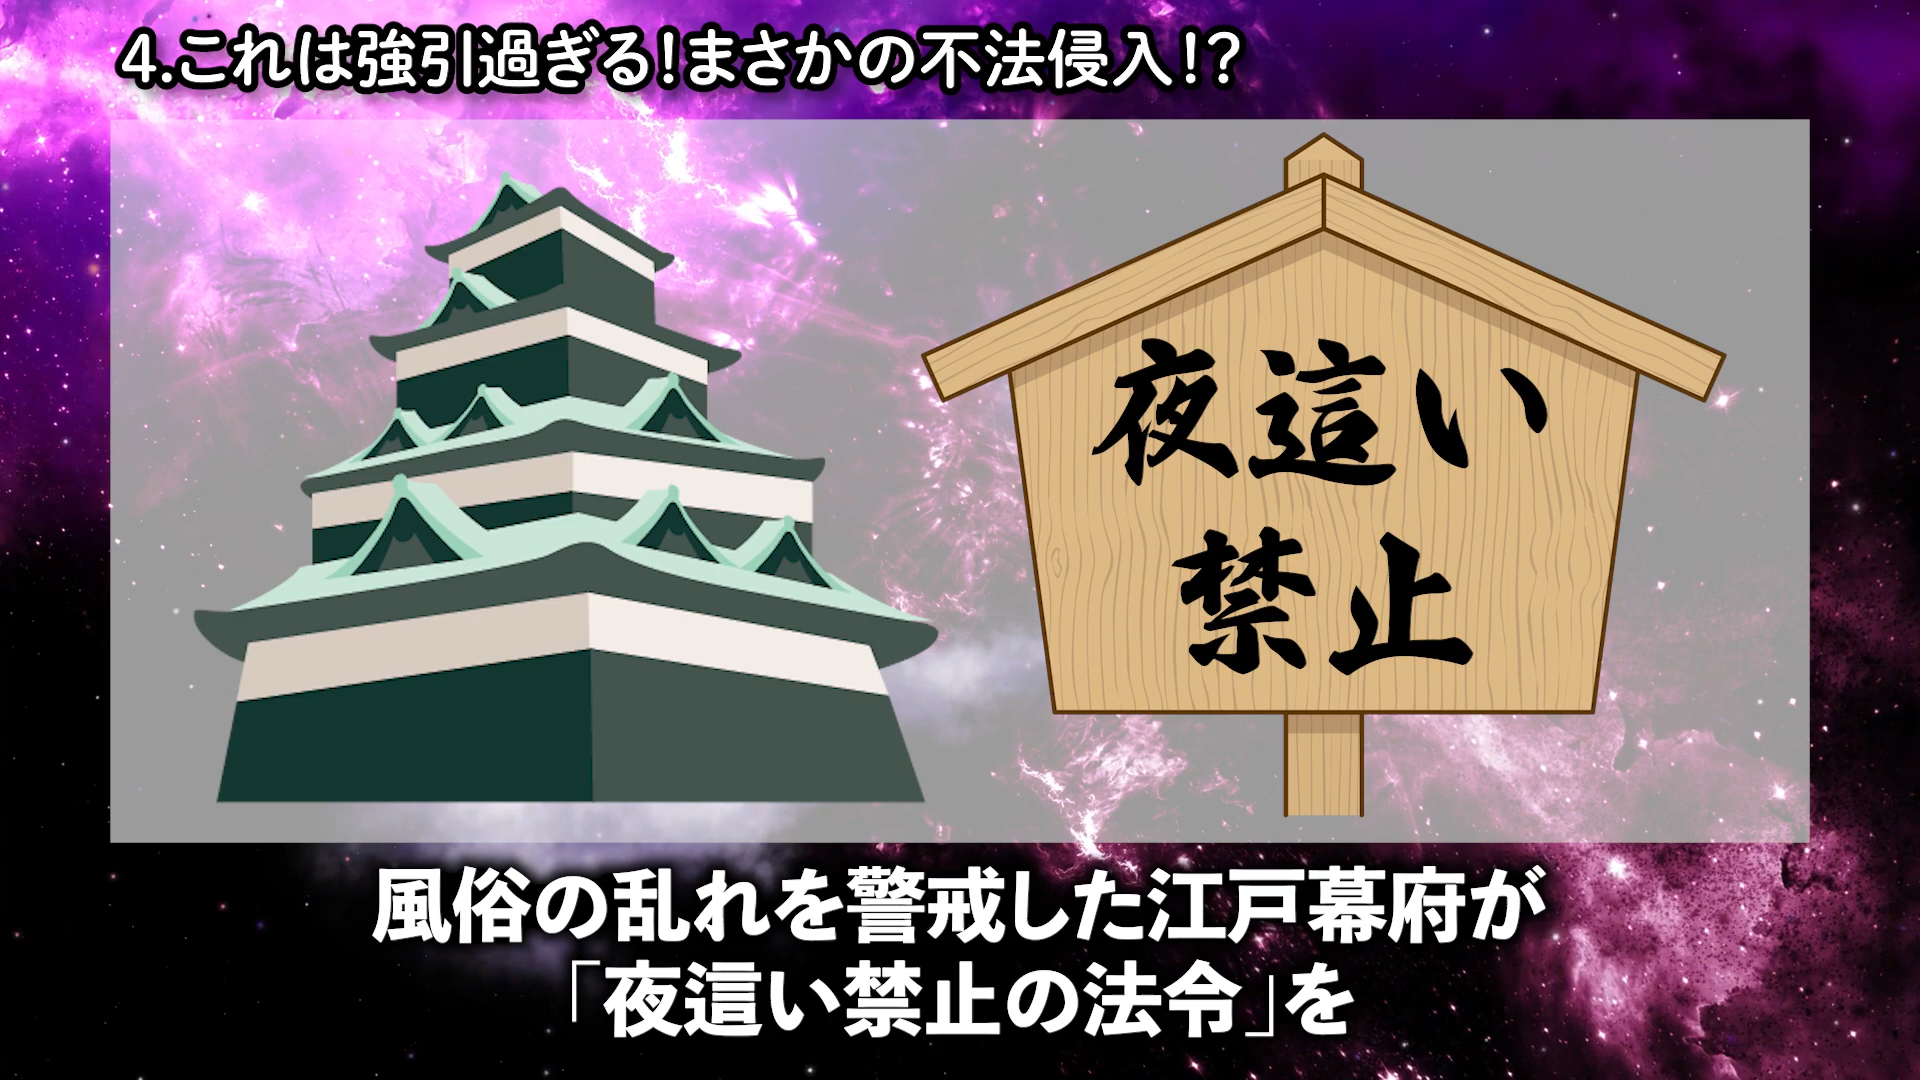 4.これは強引過ぎる!まさかの不法侵入!?
夜這い
禁止
風俗の乱れを警戒した江戸幕府が
「夜這い禁止の法令」を